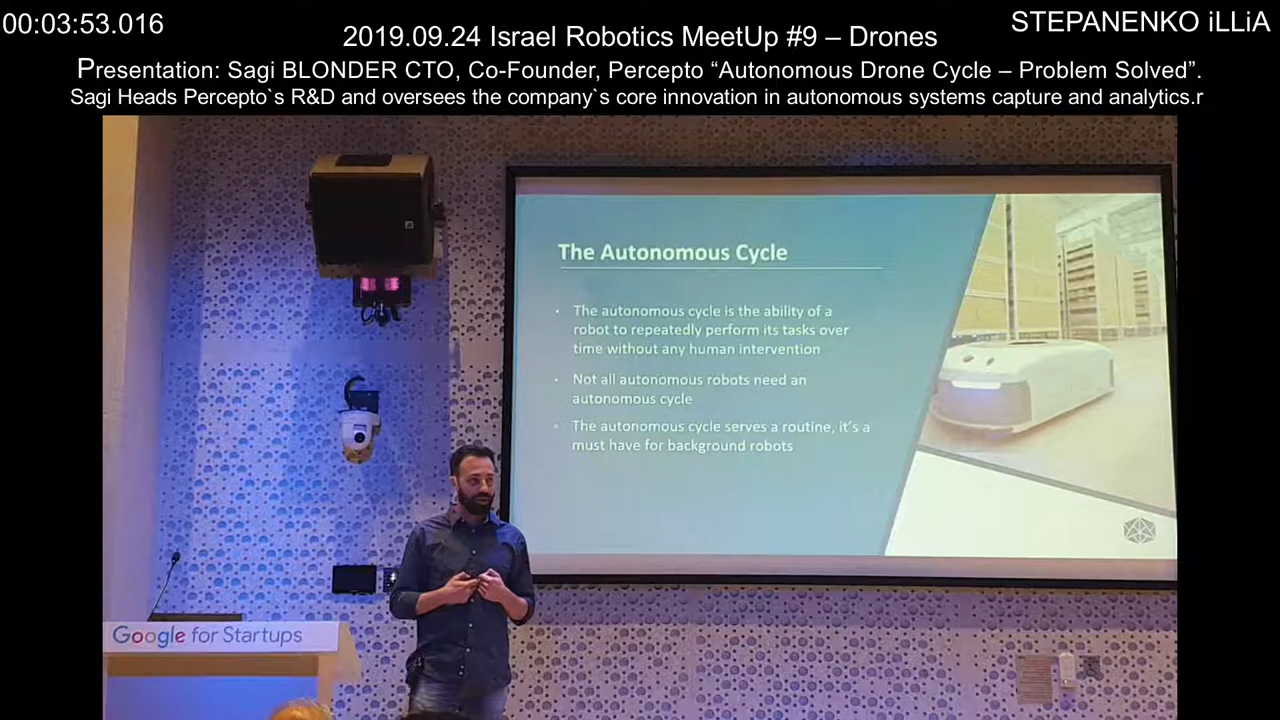 00:03:53.016
STEPANENKO iLLiA
2019.09.24 Israel Robotics MeetUp #9 – Drones
Presentation: Sagi BLONDER CTO, Co-Founder, Percepto “Autonomous Drone Cycle – Problem Solved”.
Sagi Heads Percepto`s R&D and oversees the company`s core innovation in autonomous systems capture and analytics.r
The Autonomous Cycle
• The autonomous cycle is the ability of a
robot to repeatedly perform its tasks over
time without any human intervention
• Not all autonomous robots need an
autonomous cycle
• The autonomous cycle serves a routine, it's a
must have for background robots
Google for Startups